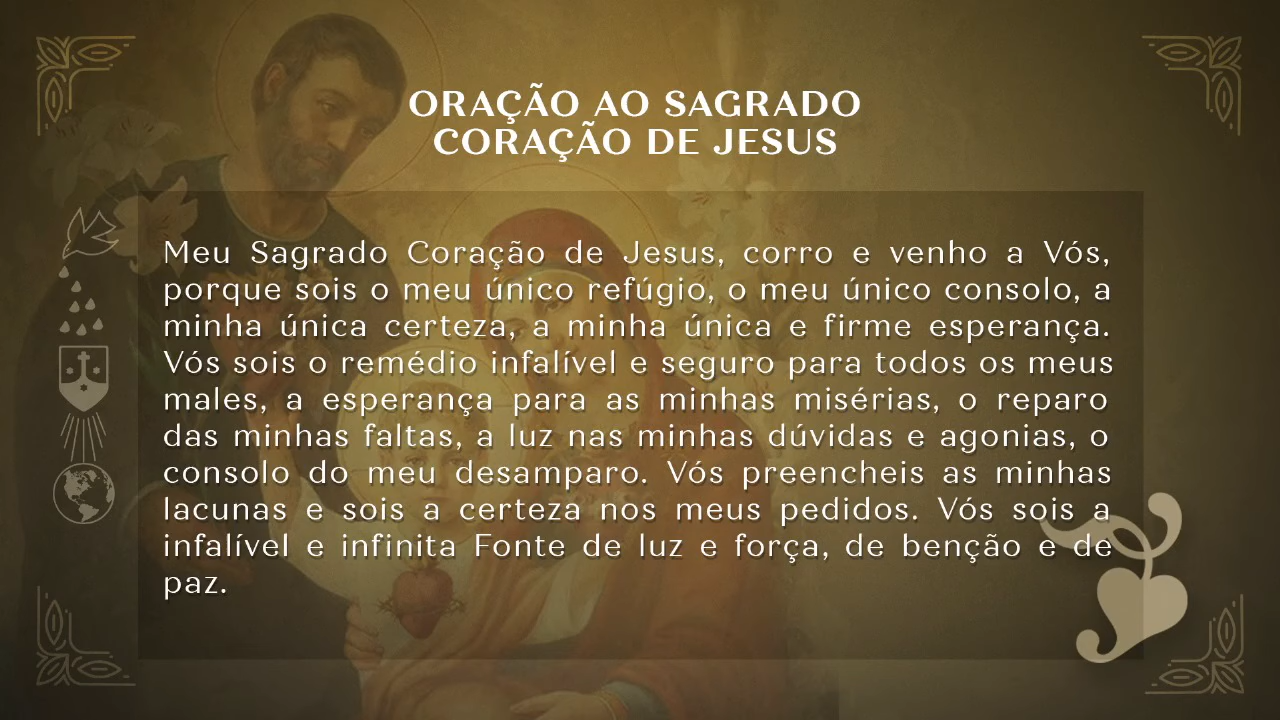 ORAÇÃO AO SAGRADO
CORAÇÃO DE JESUS
Meu Sagrado Coração de Jesus, corro e venho a Vós,
porque sois o meu único refúgio, o meu único consolo, a
minha única certeza, a minha única e firme esperança.
Vós sois o remédio infalível e seguro para todos os meus
males, a esperança para as minhas misérias, o reparo
das minhas faltas, a luz nas minhas dúvidas e agonias, o
consolo do meu desamparo. Vós preencheis as minhas
lacunas e sois a certeza nos meus pedidos. Vós sois a
infalível e infinita Fonte de luz e força, de benção e de
paz.